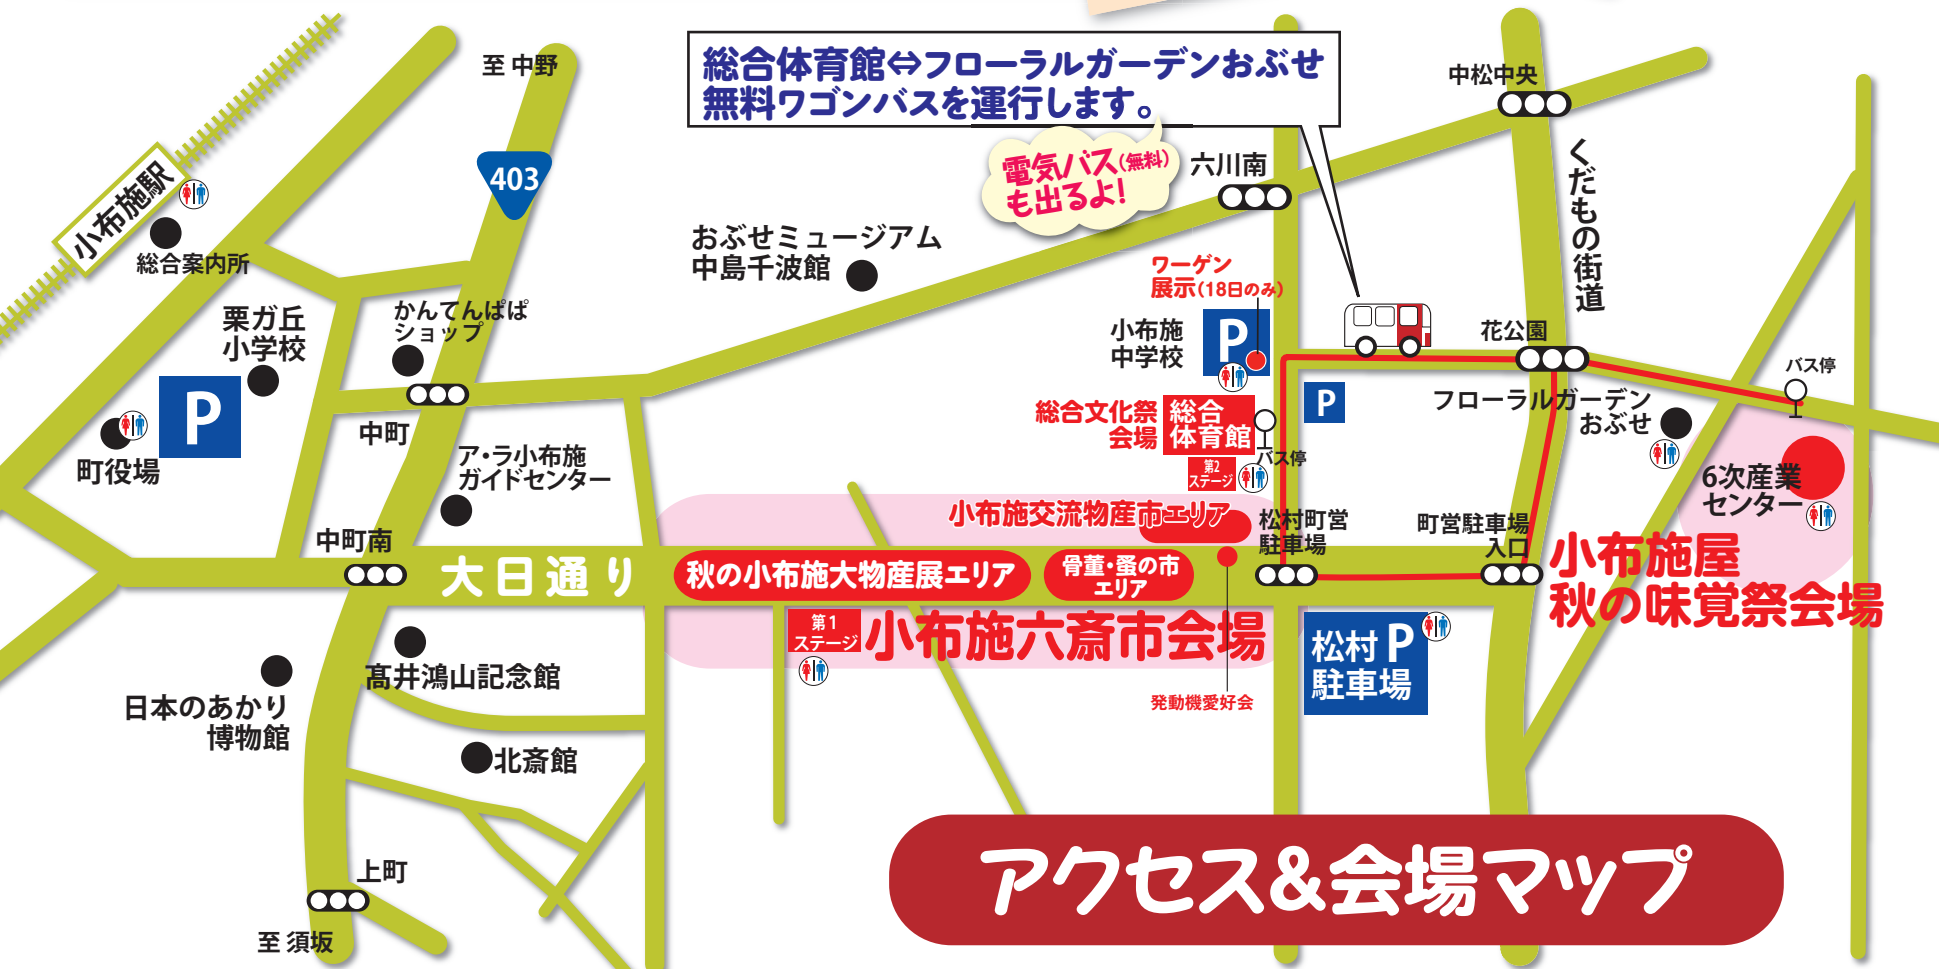 総合体育館⇔フローラルガーデンおぶせ
無料ワゴンバスを運行します。
電気バス(無料)
も出るよ!
至 中野
403
小布施駅
総合案内所
栗ガ丘
小学校
かんてんぱぱ
ショップ
P
町役場
中町
ア・ラ小布施
ガイドセンター
おぶせミュージアム
中島千波館
六川南
中松中央
くだもの街道
ワーゲン
展示(18日のみ)
小布施
中学校
P
花公園
バス停
P
フローラルガーデン
おぶせ
総合文化祭
会場
総合
体育館
バス停
第2
ステージ
6次産業
センター
小布施交流物産市エリア
松村町営
駐車場
町営駐車場
入口
中町南
大日通り
秋の小布施大物産展エリア
骨董・蚤の市
エリア
小布施屋
秋の味覚祭会場
第1
ステージ
小布施六斎市会場
松村P
駐車場
発動機愛好会
髙井鴻山記念館
日本のあかり
博物館
北斎館
上町
至 須坂
アクセス&会場マップ